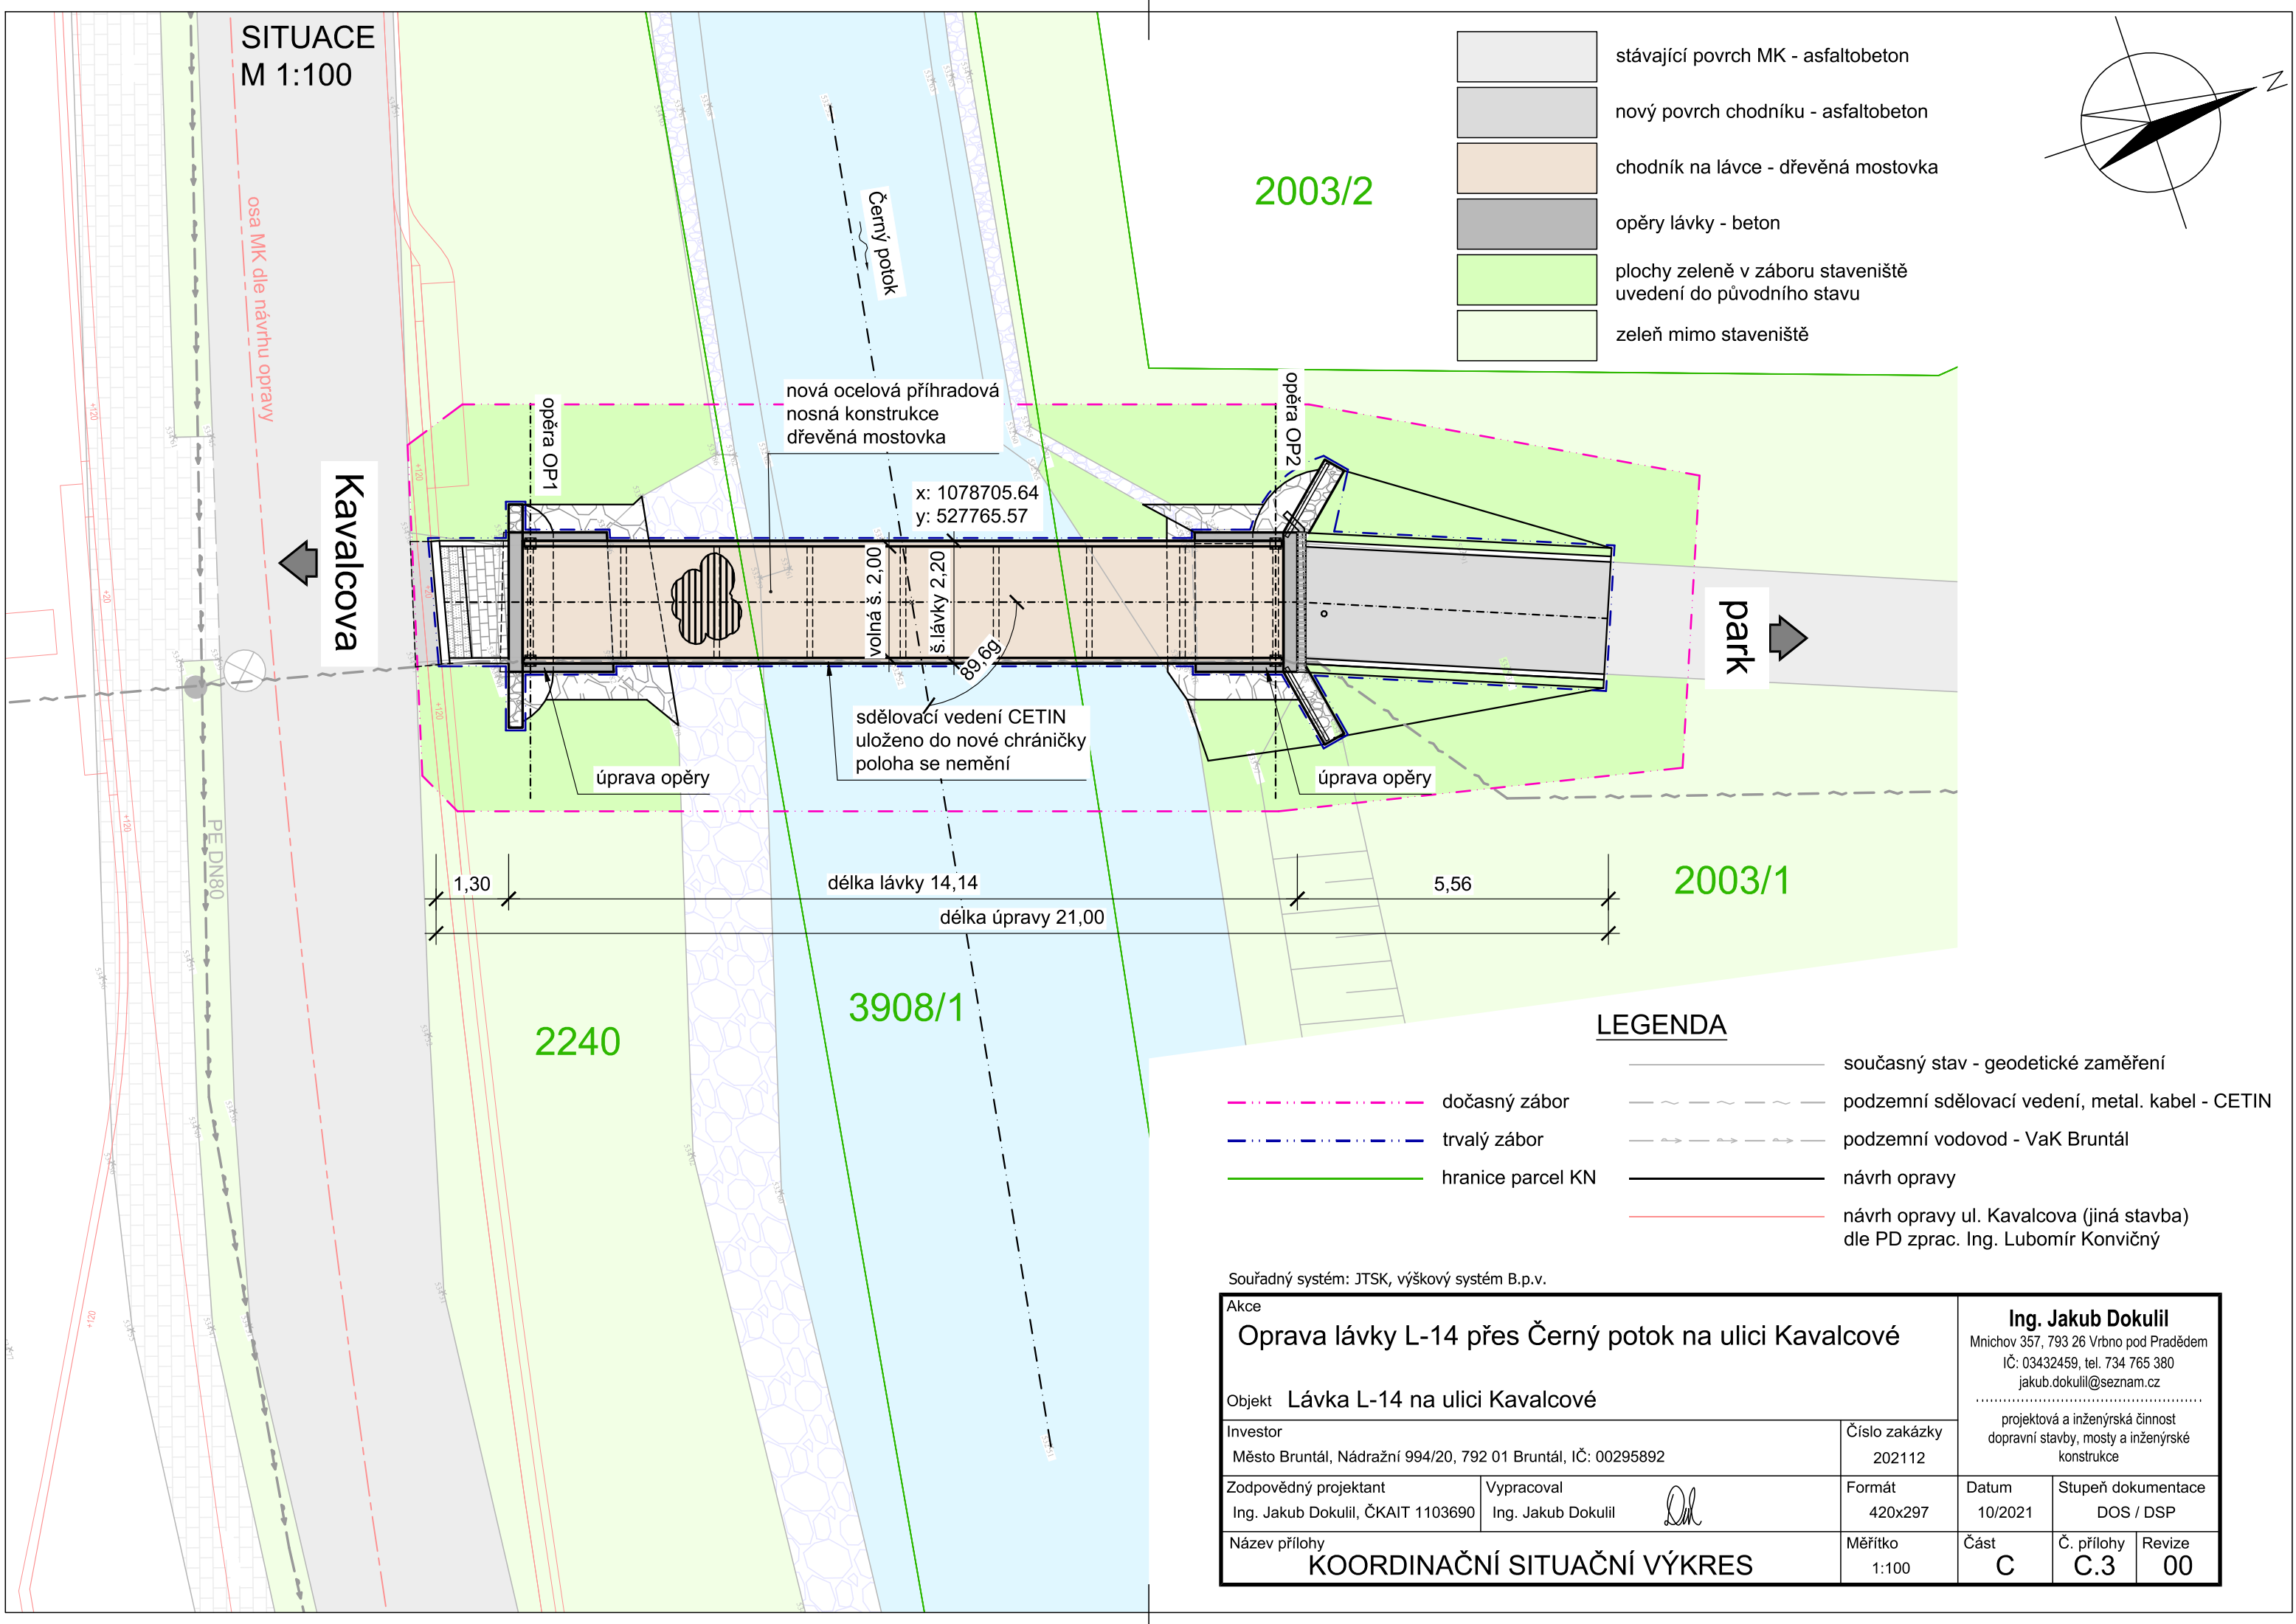 SITUACE
M 1:100
stávající povrch MK - asfaltobeton
nový povrch chodníku - asfaltobeton
chodník na lávce - dřevěná mostovka
opěry lávky - beton
plochy zeleně v záboru staveniště
uvedení do původního stavu
zeleň mimo staveniště
N
2003/2
osa MK dle návrhu opravy
Černý potok
nová ocelová příhradová
nosná konstrukce
dřevěná mostovka
opěra OP1
opěra OP2
x: 1078705.64
y: 527765.57
Kavalcova
park
volná š. 2,00
š.lávky 2,20
89,6g
sdělovací vedení CETIN
uloženo do nové chráničky
poloha se nemění
úprava opěry
úprava opěry
PE DN80
+120
+120
+20
+20
+120
+120
+120
1,30
délka lávky 14,14
5,56
délka úpravy 21,00
2003/1
3908/1
2240
LEGENDA
současný stav - geodetické zaměření
dočasný zábor
podzemní sdělovací vedení, metal. kabel - CETIN
trvalý zábor
podzemní vodovod - VaK Bruntál
hranice parcel KN
návrh opravy
návrh opravy ul. Kavalcova (jiná stavba)
dle PD zprac. Ing. Lubomír Konvičný
Souřadný systém: JTSK, výškový systém B.p.v.
Akce
Oprava lávky L-14 přes Černý potok na ulici Kavalcové
Objekt Lávka L-14 na ulici Kavalcové
Ing. Jakub Dokulil
Mnichov 357, 793 26 Vrbno pod Pradědem
IČ: 03432459, tel. 734 765 380
jakub.dokulil@seznam.cz
projektová a inženýrská činnost
dopravní stavby, mosty a inženýrské
konstrukce
Investor
Město Bruntál, Nádražní 994/20, 792 01 Bruntál, IČ: 00295892
Číslo zakázky
202112
Zodpovědný projektant
Ing. Jakub Dokulil, ČKAIT 1103690
Vypracoval
Ing. Jakub Dokulil
Formát
420x297
Datum
10/2021
Stupeň dokumentace
DOS / DSP
Název přílohy
KOORDINAČNÍ SITUAČNÍ VÝKRES
Měřítko
1:100
Část
C
Č. přílohy
C.3
Revize
00